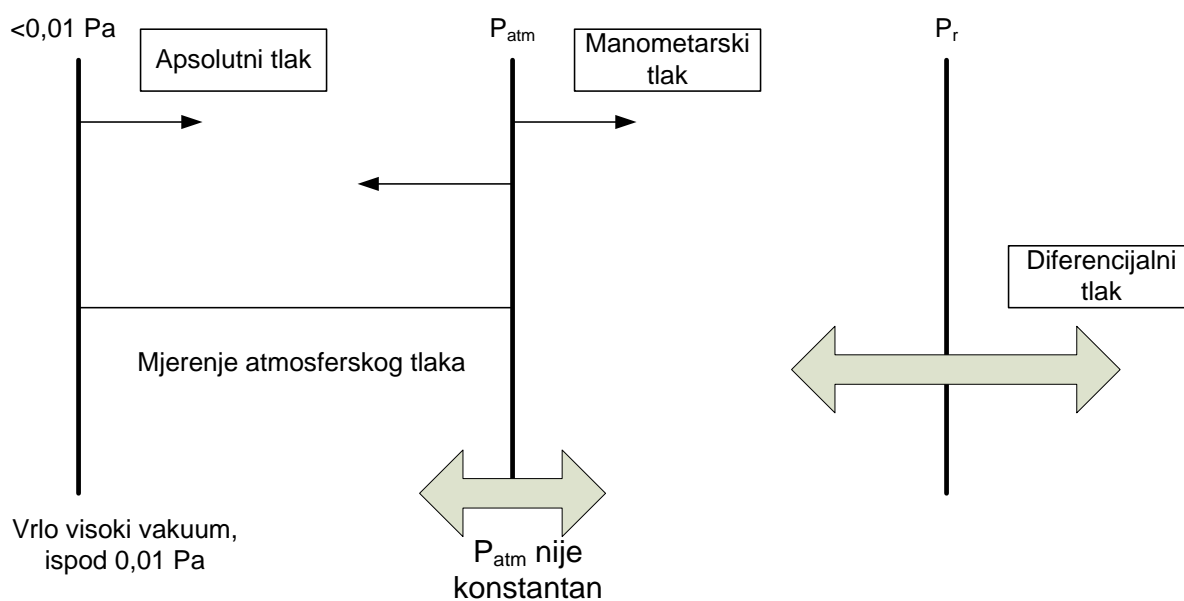 <0,01 Pa
Apsolutni tlak
Patm
Manometarski
tlak
Pr
Diferencijalni
tlak
Mjerenje atmosferskog tlaka
Vrlo visoki vakuum,
ispod 0,01 Pa
Patm nije
konstantan